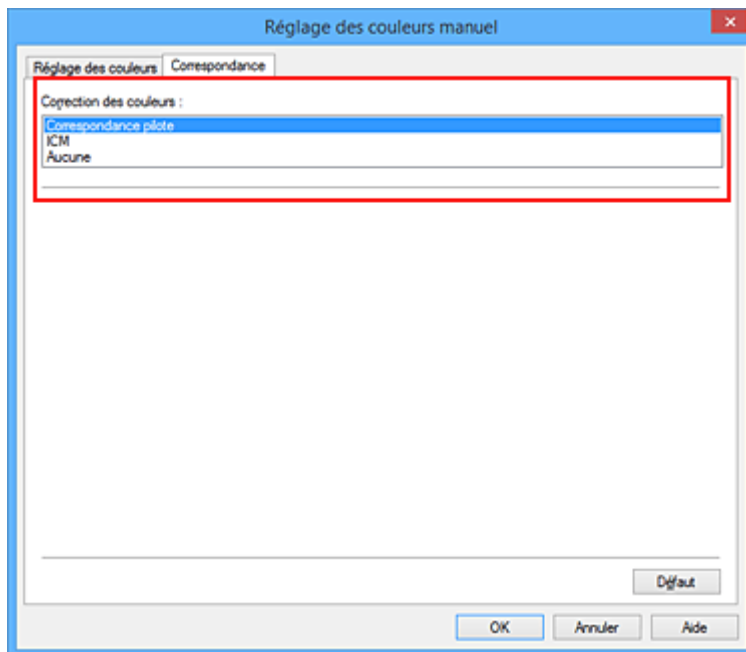 Réglage des couleurs manuel
Réglage des couleurs Correspondance
Correction des couleurs :
Correspondance pilote
ICM
Aucune
Défaut
OK Annuler Aide